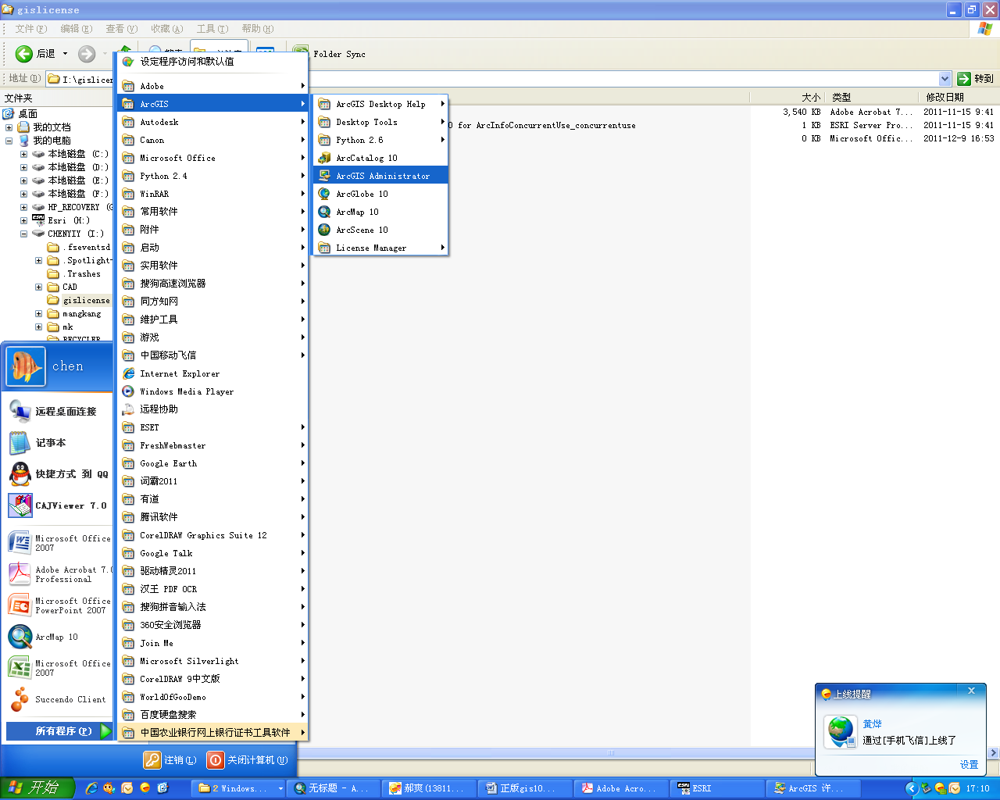 gislicense
文件(F) 编辑(E) 查看(V) 收藏(A) 工具(T) 帮助(H)
后退
Folder Sync
地址(D) I:\gislicen
转到
文件夹
大小 类型 修改日期
桌面
我的文档
我的电脑
本地磁盘 (C:)
本地磁盘 (D:)
本地磁盘 (E:)
本地磁盘 (F:)
HP_RECOVERY (G
Esri (H:)
CHENYIY (I:)
.fseventsd
.Spotlight-
.Trashes
CAD
gislicense
mangkang
mk
RECYCLER
3,540 KB Adobe Acrobat 7... 2011-11-15 9:41
0 for ArcInfoConcurrentUse_concurrentuse 1 KB ESRI Server Pro... 2011-11-15 9:41
0 KB Microsoft Offic... 2011-12-9 16:53
chen
远程桌面连接
记事本
快捷方式 到 QQ
CAJViewer 7.0
Microsoft Office
2007
Adobe Acrobat 7.0
Professional
Microsoft Office
PowerPoint 2007
ArcMap 10
Microsoft Office
2007
Succendo Client
所有程序(P)
注销(L) 关闭计算机(U)
设定程序访问和默认值
Adobe
ArcGIS
Autodesk
Canon
Microsoft Office
Python 2.4
WinRAR
常用软件
附件
启动
实用软件
搜狗高速浏览器
同方知网
维护工具
游戏
中国移动飞信
Internet Explorer
Windows Media Player
远程协助
ESET
FreshWebmaster
Google Earth
词霸2011
有道
腾讯软件
CorelDRAW Graphics Suite 12
Google Talk
驱动精灵2011
汉王 PDF OCR
搜狗拼音输入法
360安全浏览器
Join Me
Microsoft Silverlight
CorelDRAW 9中文版
WorldOfGooDemo
百度硬盘搜索
中国农业银行网上银行证书工具软件
ArcGIS Desktop Help
Desktop Tools
Python 2.6
ArcCatalog 10
ArcGIS Administrator
ArcGlobe 10
ArcMap 10
ArcScene 10
License Manager
上线提醒
黄烨
通过[手机飞信]上线了
设置
开始
2 Windows...
无标题 - A...
郝爽(13811...
正版gis10...
Adobe Acro...
ESRI
ArcGIS 许...
17:10